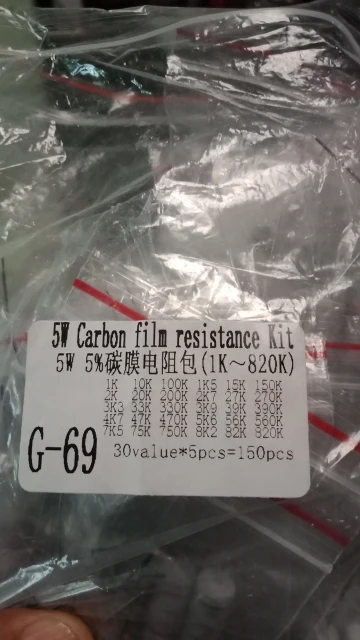 5W Carbon film resistance Kit
5W 5%碳膜电阻包(1K～820K)
1K 10K 100K 1K5 15K 150K
2K 20K 200K 2K7 27K 270K
3K3 33K 330K 3K9 39K 390K
4K7 47K 470K 5K6 56K 560K
7K5 75K 750K 8K2 82K 820K
G-69
30value*5pcs=150pcs